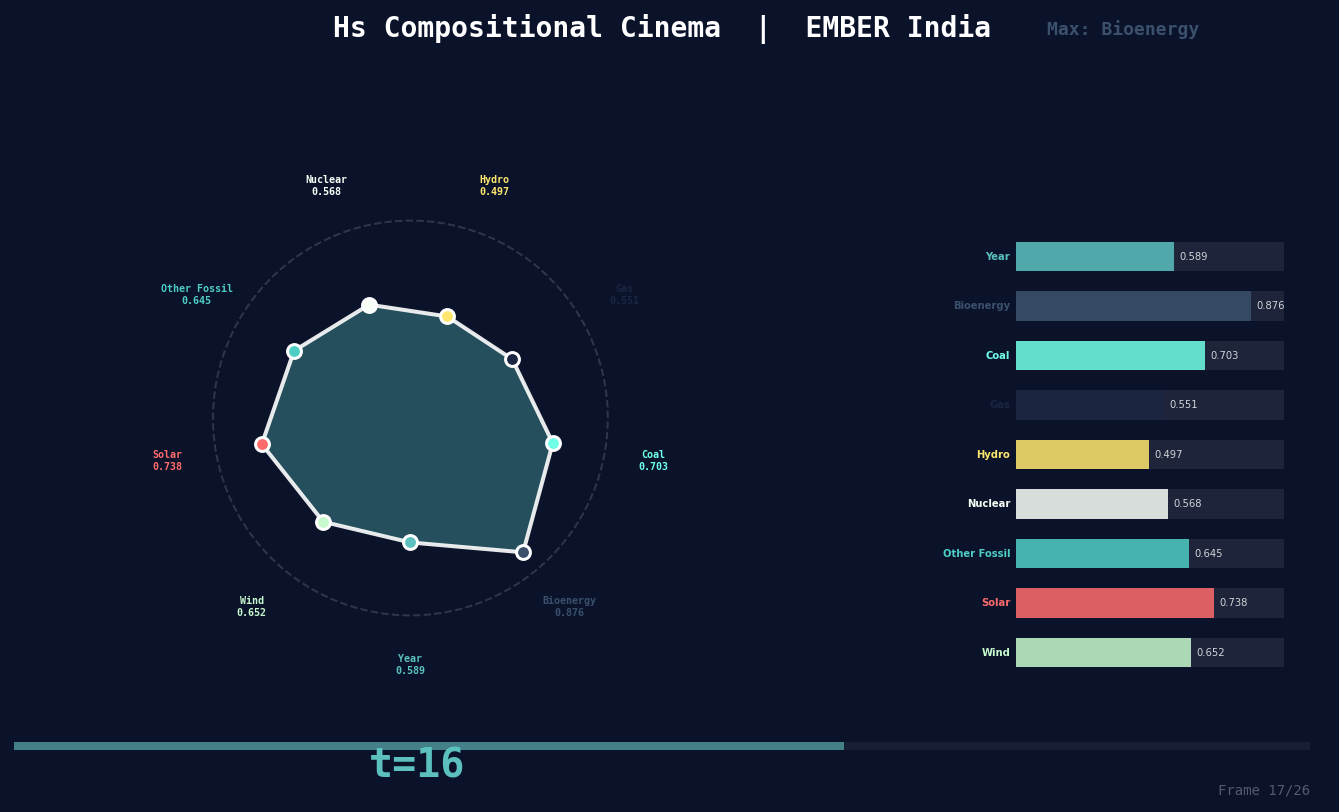 Hs Compositional Cinema | EMBER India
Max: Bioenergy
Nuclear
0.568
Hydro
0.497
Other Fossil
0.645
Gas
0.551
Solar
0.738
Coal
0.703
Wind
0.652
Bioenergy
0.876
Year
0.589
Year 0.589
Bioenergy 0.876
Coal 0.703
Gas 0.551
Hydro 0.497
Nuclear 0.568
Other Fossil 0.645
Solar 0.738
Wind 0.652
t=16
Frame 17/26